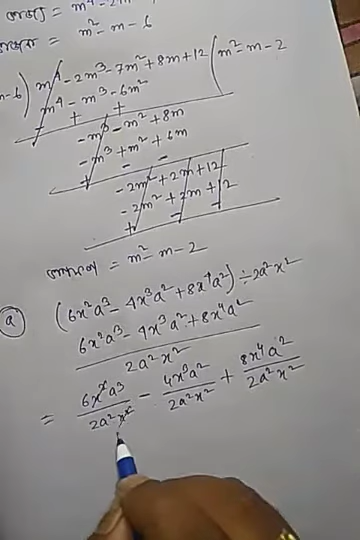 ভাজ্য = m⁴ - 2m³
ভাজক = m² - m - 6
m - 6) m⁴ - 2m³ - 7m² + 8m + 12 (m² - m - 2
m⁴ - m³ - 6m²
- + +
- m³ - m² + 8m
- m³ + m² + 6m
+ - -
- 2m² + 2m + 12
- 2m² + 2m + 12
+ - -
ভাগফল = m² - m - 2
a (6x²a³ - 4x³a² + 8x⁴a²) ÷ 2a²x²
6x²a³ - 4x³a² + 8x⁴a²
2a²x²
= 6x²a³ / 2a²x² - 4x³a² / 2a²x² + 8x⁴a² / 2a²x²